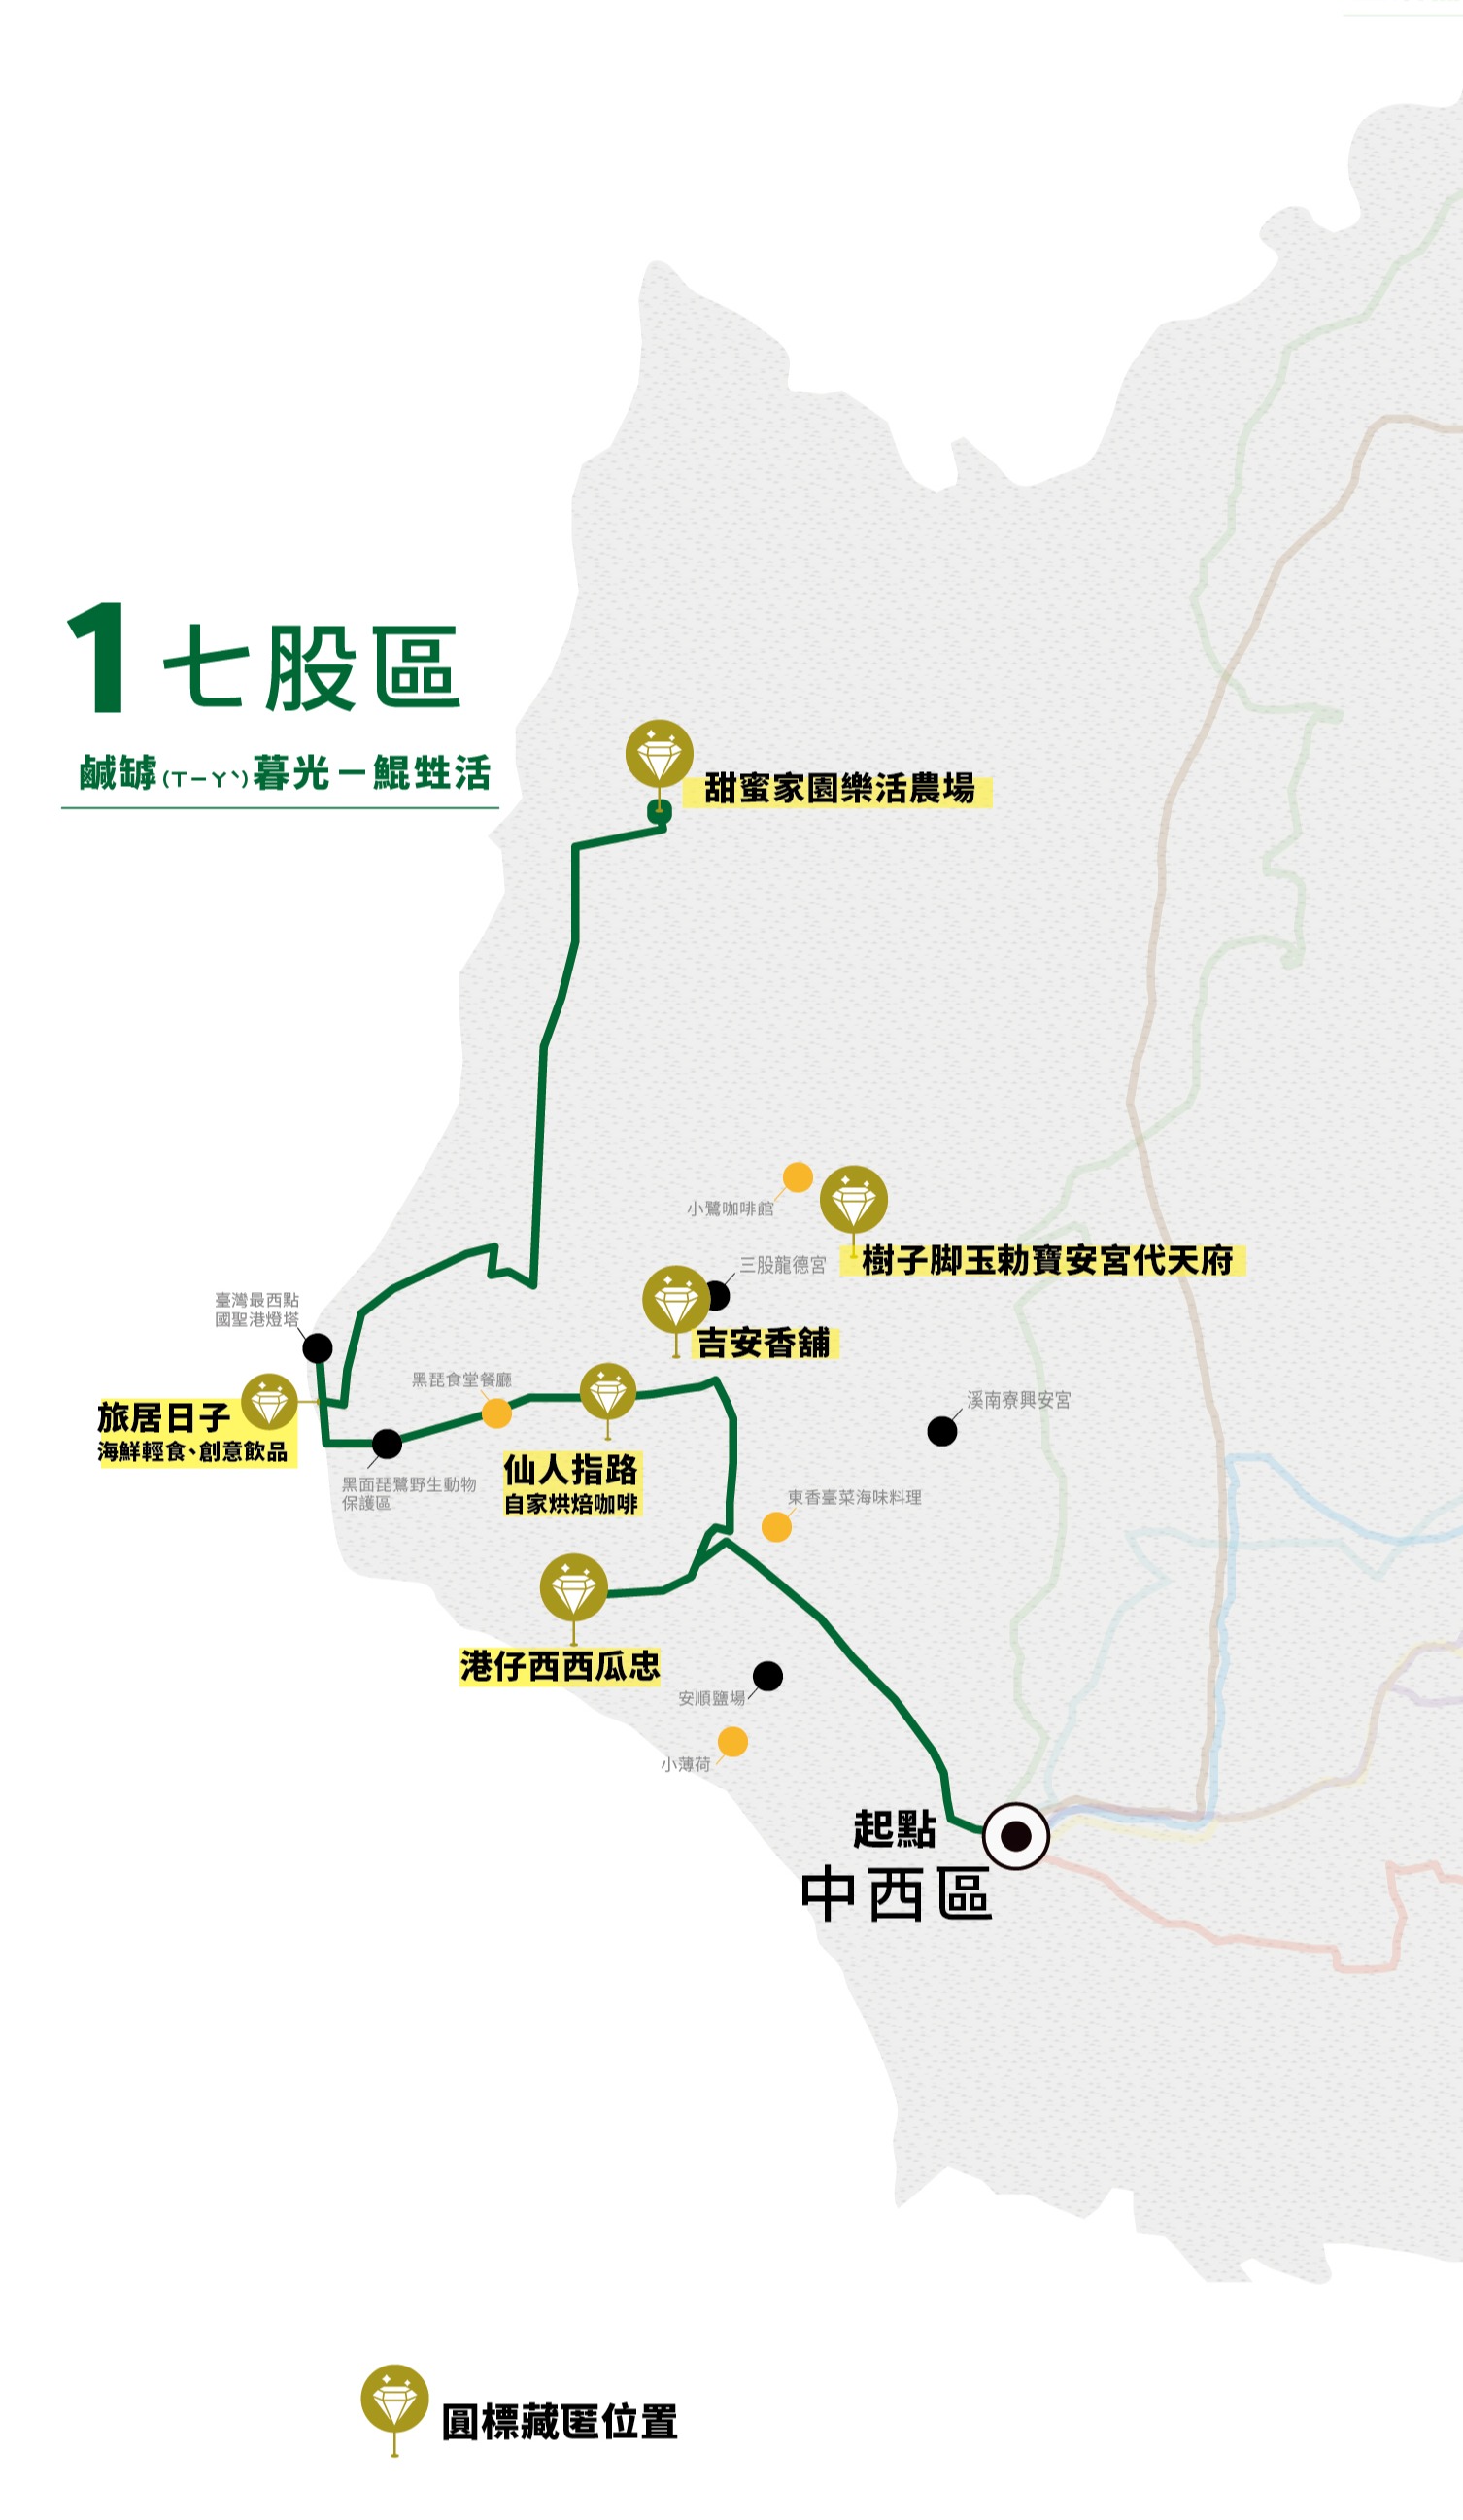 1 七股區
鹹罅(ㄒㄧㄚˋ)暮光－鯤甡活
甜蜜家園樂活農場
小鷺咖啡館
樹子脚玉勅寶安宮代天府
三股龍德宮
吉安香舖
臺灣最西點
國聖港燈塔
旅居日子
海鮮輕食、創意飲品
黑琵食堂餐廳
黑面琵鷺野生動物
保護區
仙人指路
自家烘焙咖啡
溪南寮興安宮
東香臺菜海味料理
港仔西西瓜忠
安順鹽場
小薄荷
起點
中西區
圓標藏匿位置